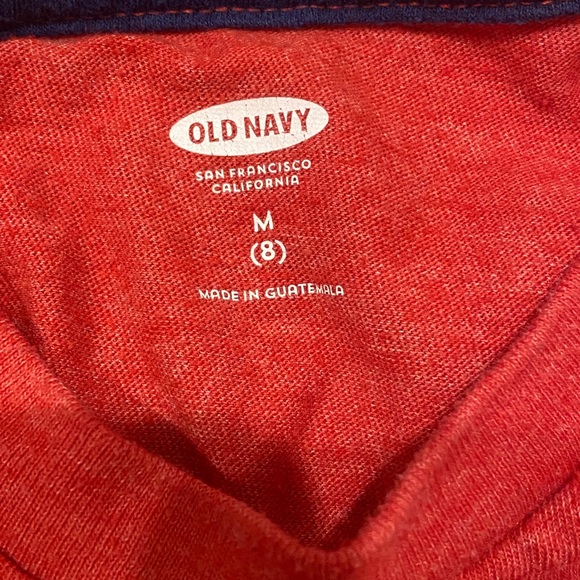 OLD NAVY
SAN FRANCISCO
CALIFORNIA
M
(8)
MADE IN GUATEMALA